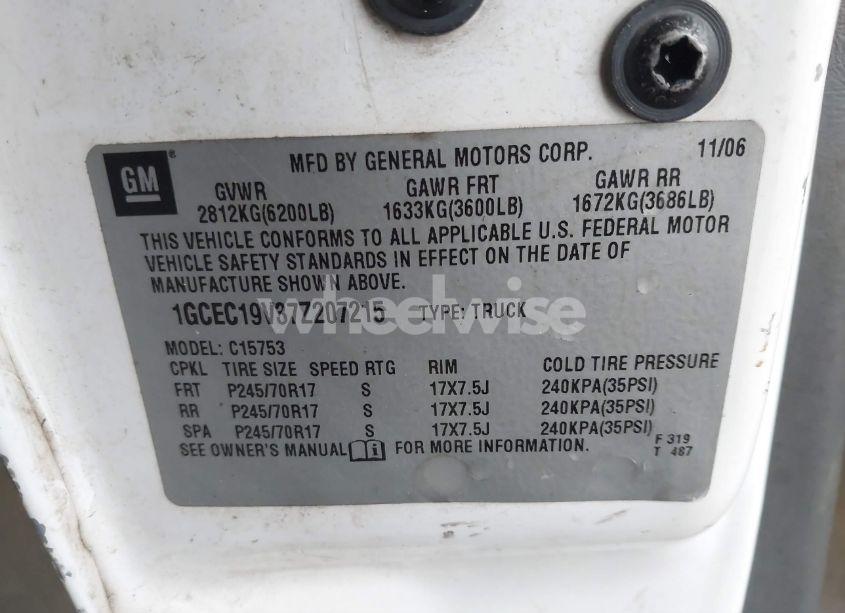 GM ® MFD BY GENERAL MOTORS CORP. 11/06
GVWR GAWR FRT GAWR RR
2812KG(6200LB) 1633KG(3600LB) 1672KG(3686LB)
THIS VEHICLE CONFORMS TO ALL APPLICABLE U.S. FEDERAL MOTOR
VEHICLE SAFETY STANDARDS IN EFFECT ON THE DATE OF
MANUFACTURE SHOWN ABOVE.
1GCEC19V37Z207215 TYPE: TRUCK
wheelwise
MODEL: C15753
CPKL TIRE SIZE SPEED RTG RIM COLD TIRE PRESSURE
FRT P245/70R17 S 17X7.5J 240KPA(35PSI)
RR P245/70R17 S 17X7.5J 240KPA(35PSI)
SPA P245/70R17 S 17X7.5J 240KPA(35PSI)
SEE OWNER'S MANUAL FOR MORE INFORMATION.
F 319
T 487